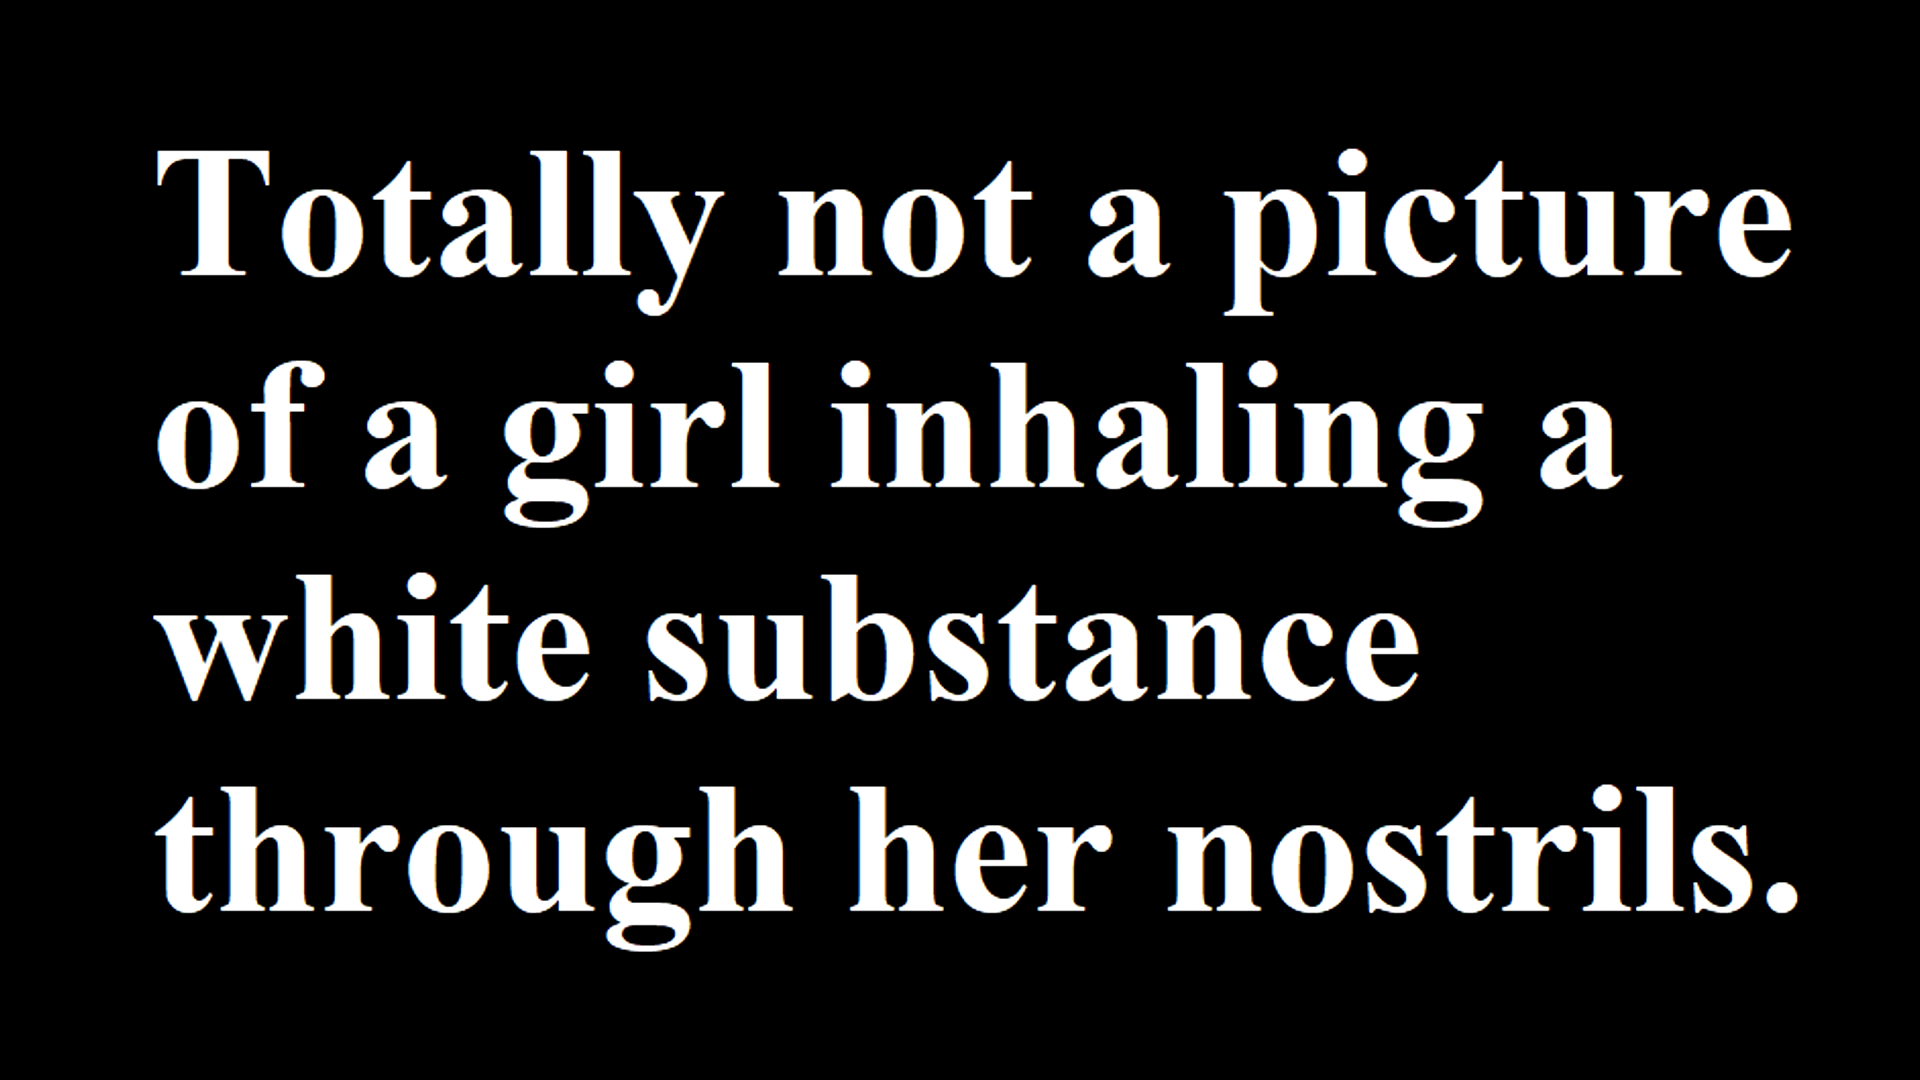 Totally not a picture
of a girl inhaling a
white substance
through her nostrils.